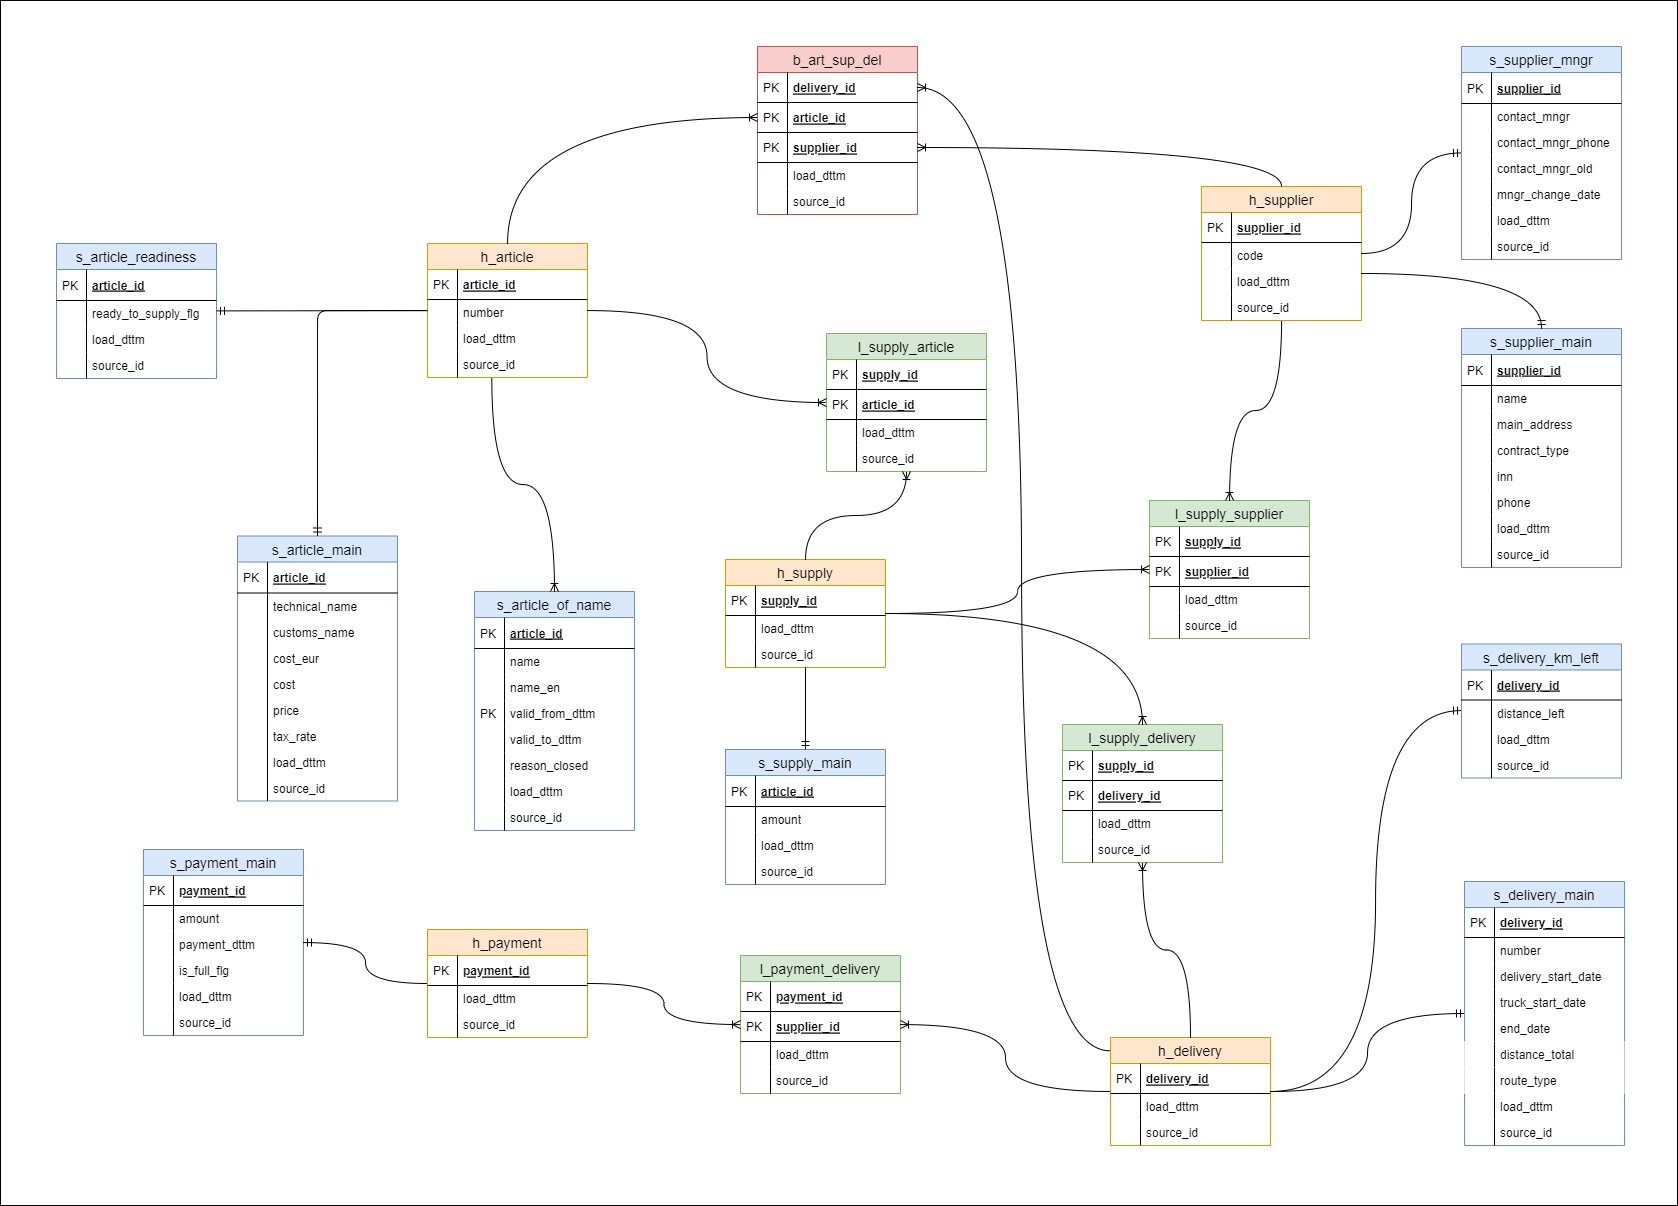 b_art_sup_del
PK delivery_id
PK article_id
PK supplier_id
load_dttm
source_id
s_supplier_mngr
PK supplier_id
contact_mngr
contact_mngr_phone
contact_mngr_old
mngr_change_date
load_dttm
source_id
h_supplier
PK supplier_id
code
load_dttm
source_id
s_article_readiness
PK article_id
ready_to_supply_flg
load_dttm
source_id
h_article
PK article_id
number
load_dttm
source_id
l_supply_article
PK supply_id
PK article_id
load_dttm
source_id
s_supplier_main
PK supplier_id
name
main_address
contract_type
inn
phone
load_dttm
source_id
l_supply_supplier
PK supply_id
PK supplier_id
load_dttm
source_id
s_article_main
PK article_id
technical_name
customs_name
cost_eur
cost
price
tax_rate
load_dttm
source_id
s_article_of_name
PK article_id
name
name_en
PK valid_from_dttm
valid_to_dttm
reason_closed
load_dttm
source_id
h_supply
PK supply_id
load_dttm
source_id
s_supply_main
PK article_id
amount
load_dttm
source_id
l_supply_delivery
PK supply_id
PK delivery_id
load_dttm
source_id
s_delivery_km_left
PK delivery_id
distance_left
load_dttm
source_id
s_payment_main
PK payment_id
amount
payment_dttm
is_full_flg
load_dttm
source_id
h_payment
PK payment_id
load_dttm
source_id
l_payment_delivery
PK payment_id
PK supplier_id
load_dttm
source_id
h_delivery
PK delivery_id
load_dttm
source_id
s_delivery_main
PK delivery_id
number
delivery_start_date
truck_start_date
end_date
distance_total
route_type
load_dttm
source_id